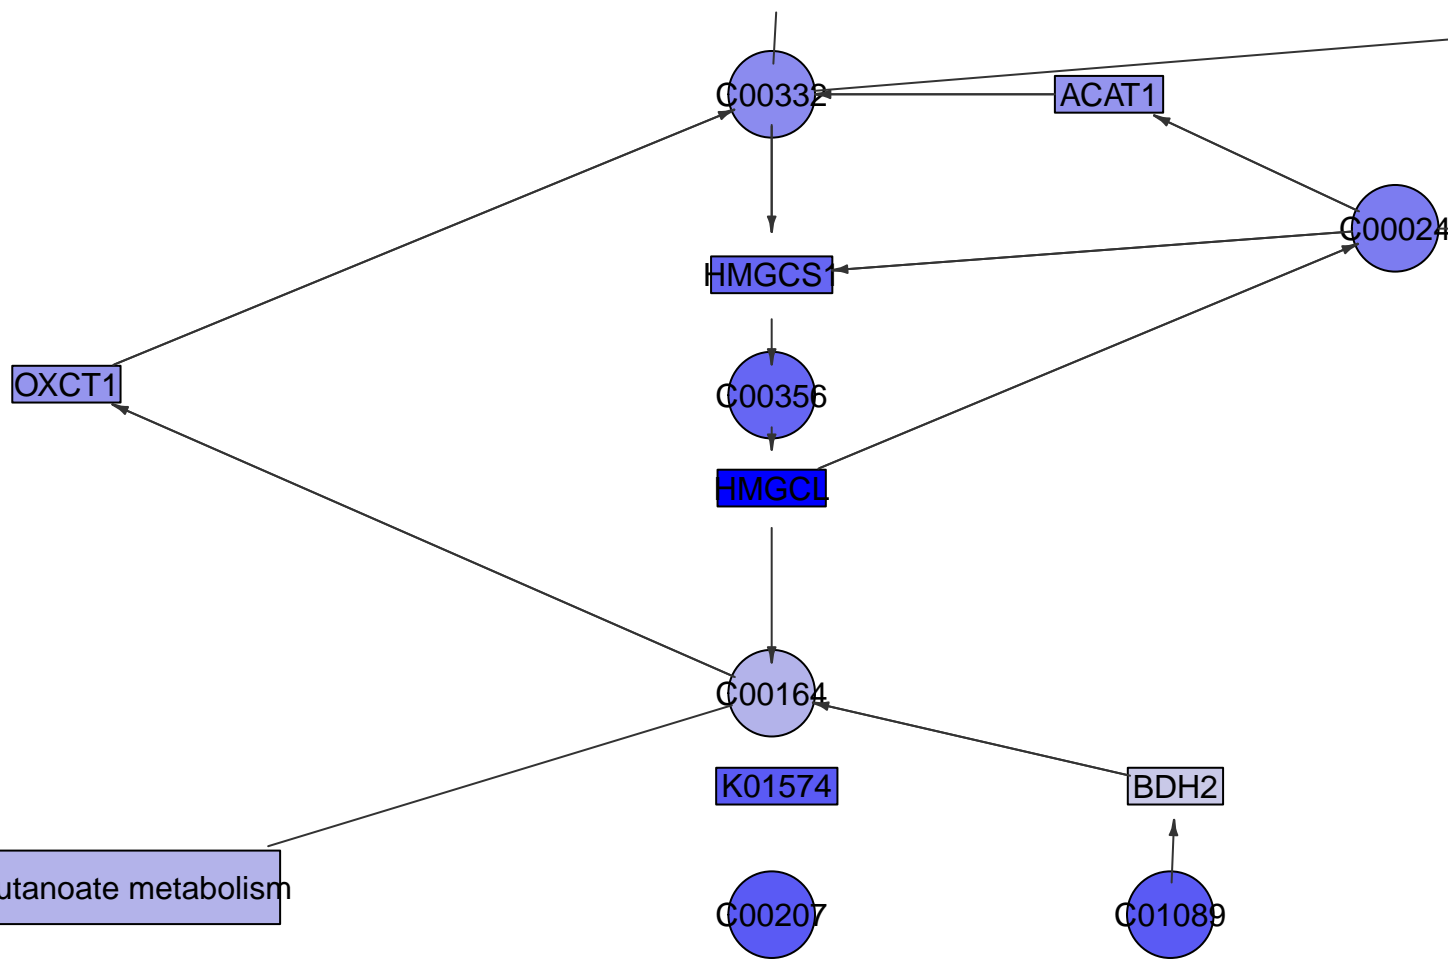 C00332
ACAT1
C00024
HMGCS1
OXCT1
C00356
HMGCL
C00164
K01574
BDH2
utanoate metabolism
C00207
C01089